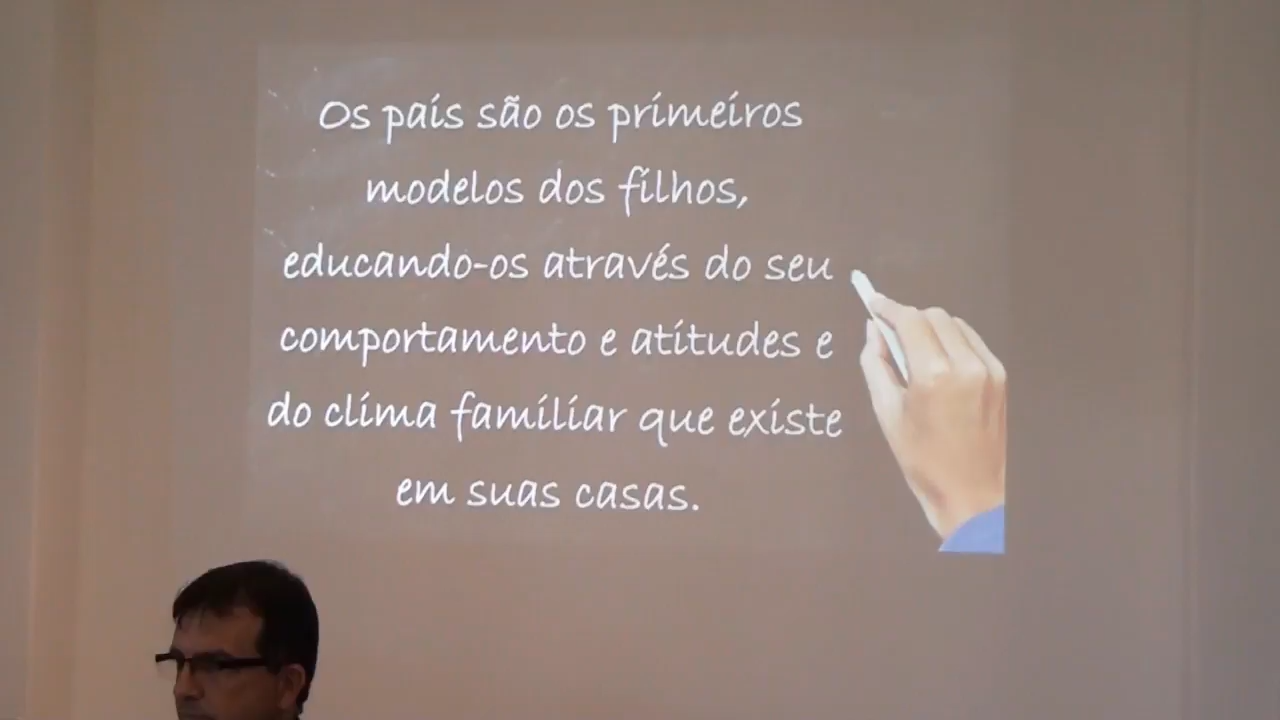 Os pais são os primeiros
modelos dos filhos,
educando-os através do seu
comportamento e atitudes e
do clima familiar que existe
em suas casas.